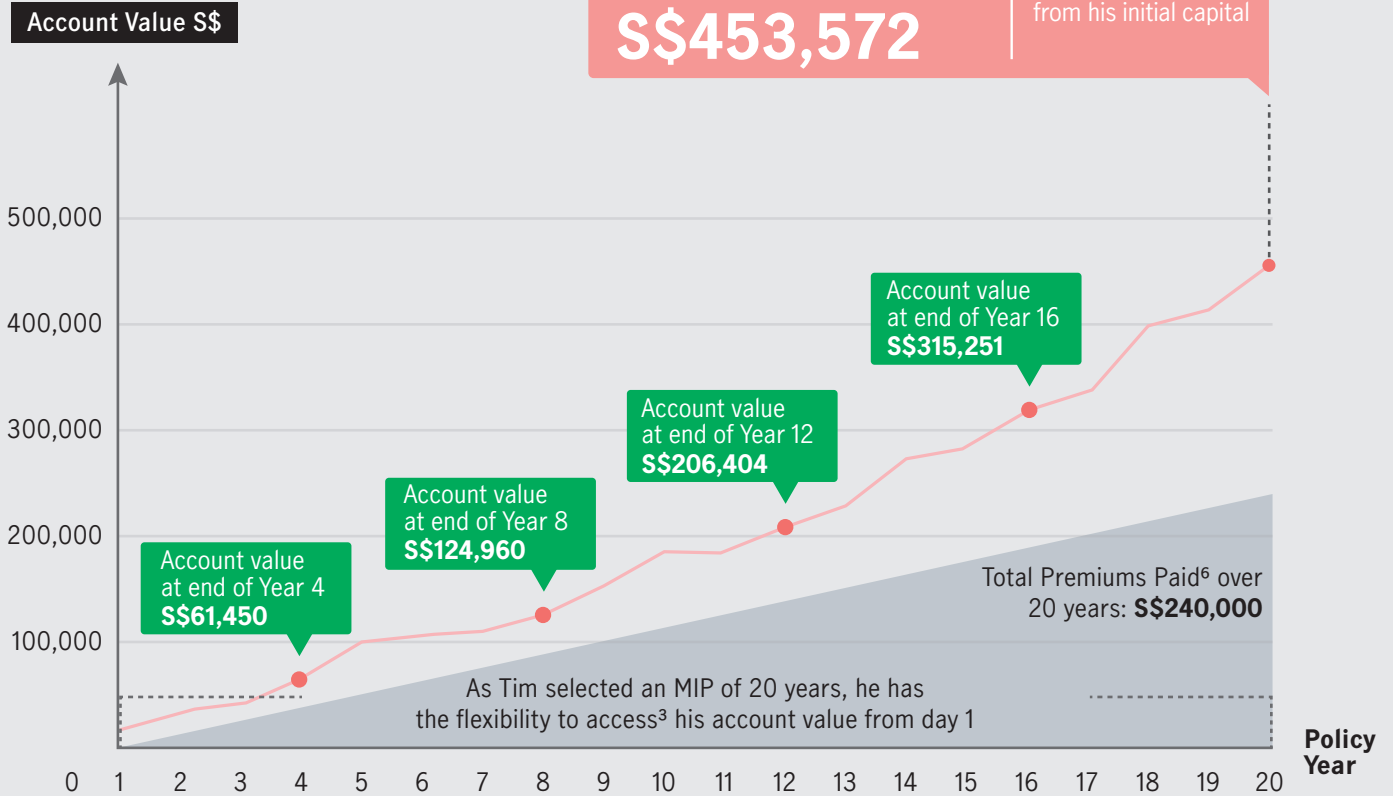 Account Value S$
S$453,572
from his initial capital
500,000
400,000
300,000
200,000
100,000
Account value
at end of Year 4
S$61,450
Account value
at end of Year 8
S$124,960
Account value
at end of Year 12
S$206,404
Account value
at end of Year 16
S$315,251
Total Premiums Paid⁶ over
20 years: S$240,000
As Tim selected an MIP of 20 years, he has
the flexibility to access³ his account value from day 1
0 1 2 3 4 5 6 7 8 9 10 11 12 13 14 15 16 17 18 19 20
Policy
Year